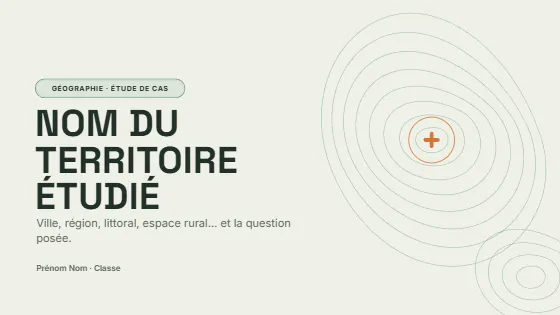 GÉOGRAPHIE · ÉTUDE DE CAS
NOM DU
TERRITOIRE
ÉTUDIÉ
Ville, région, littoral, espace rural... et la question
posée.
Prénom Nom · Classe